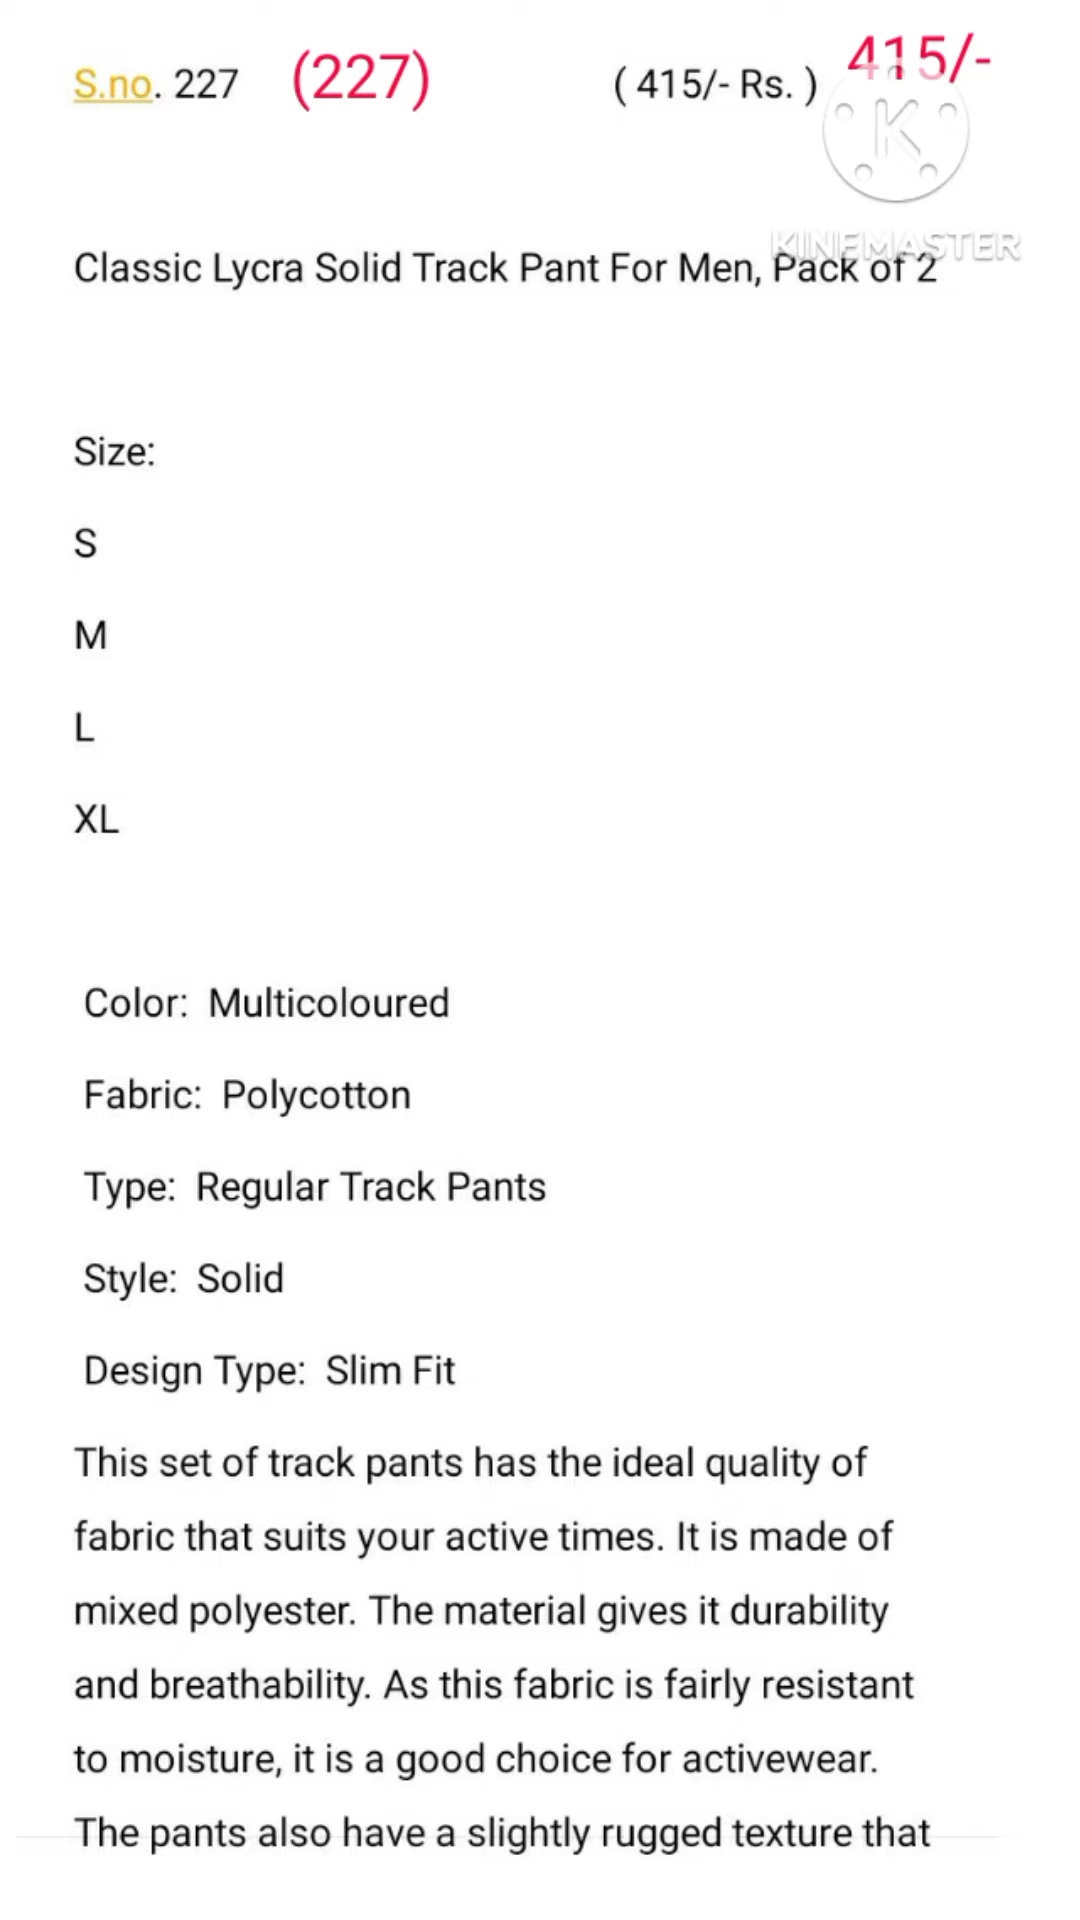 S.no. 227 (227) ( 415/- Rs. ) 415/-
K
KINEMASTER
Classic Lycra Solid Track Pant For Men, Pack of 2
Size:
S
M
L
XL
Color: Multicoloured
Fabric: Polycotton
Type: Regular Track Pants
Style: Solid
Design Type: Slim Fit
This set of track pants has the ideal quality of
fabric that suits your active times. It is made of
mixed polyester. The material gives it durability
and breathability. As this fabric is fairly resistant
to moisture, it is a good choice for activewear.
The pants also have a slightly rugged texture that